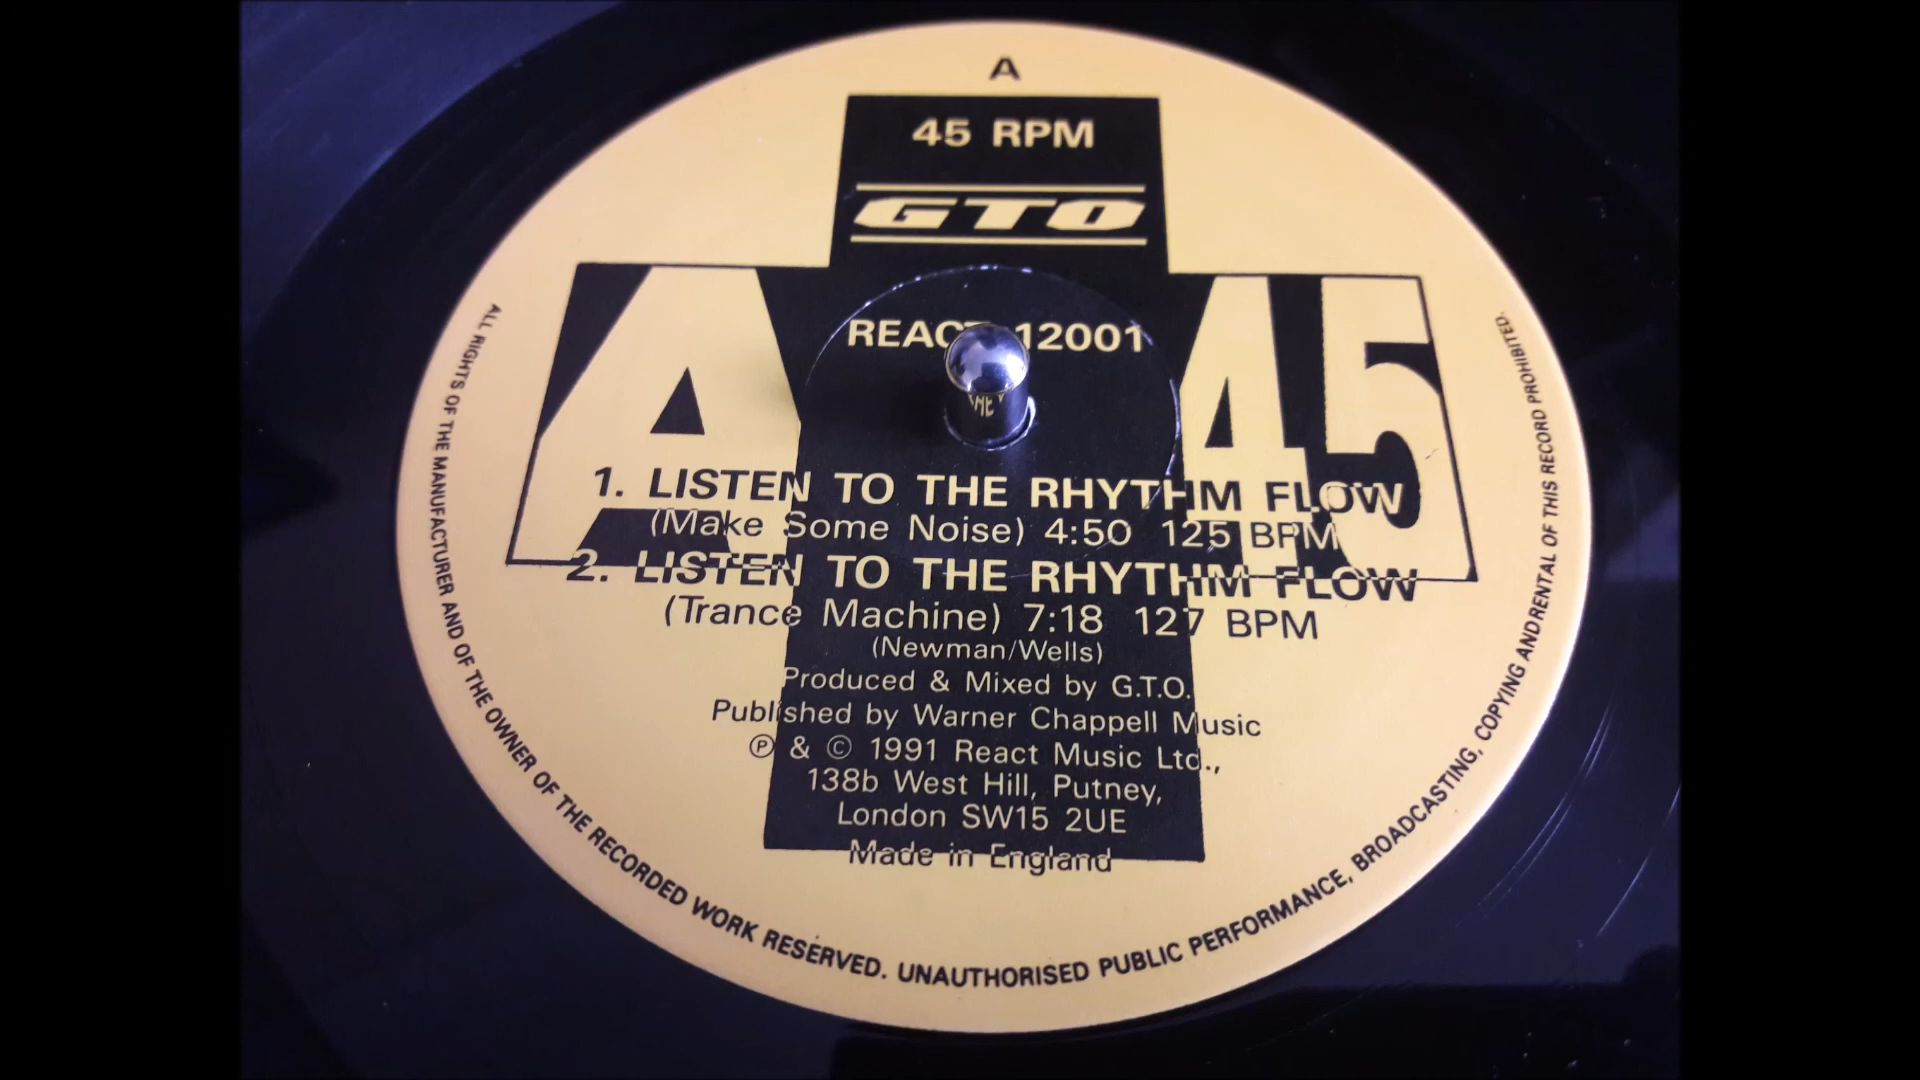 A
45 RPM
GTO
A 45
REACT 12001
1. LISTEN TO THE RHYTHM FLOW
(Make Some Noise) 4:50 125 BPM
2. LISTEN TO THE RHYTHM FLOW
(Trance Machine) 7:18 127 BPM
(Newman/Wells)
Produced & Mixed by G.T.O.
Published by Warner Chappell Music
Ⓟ & © 1991 React Music Ltd.,
138b West Hill, Putney,
London SW15 2UE
Made in England
ALL RIGHTS OF THE MANUFACTURER AND OF THE OWNER OF THE RECORDED WORK RESERVED. UNAUTHORISED PUBLIC PERFORMANCE, BROADCASTING, COPYING AND RENTAL OF THIS RECORD PROHIBITED.